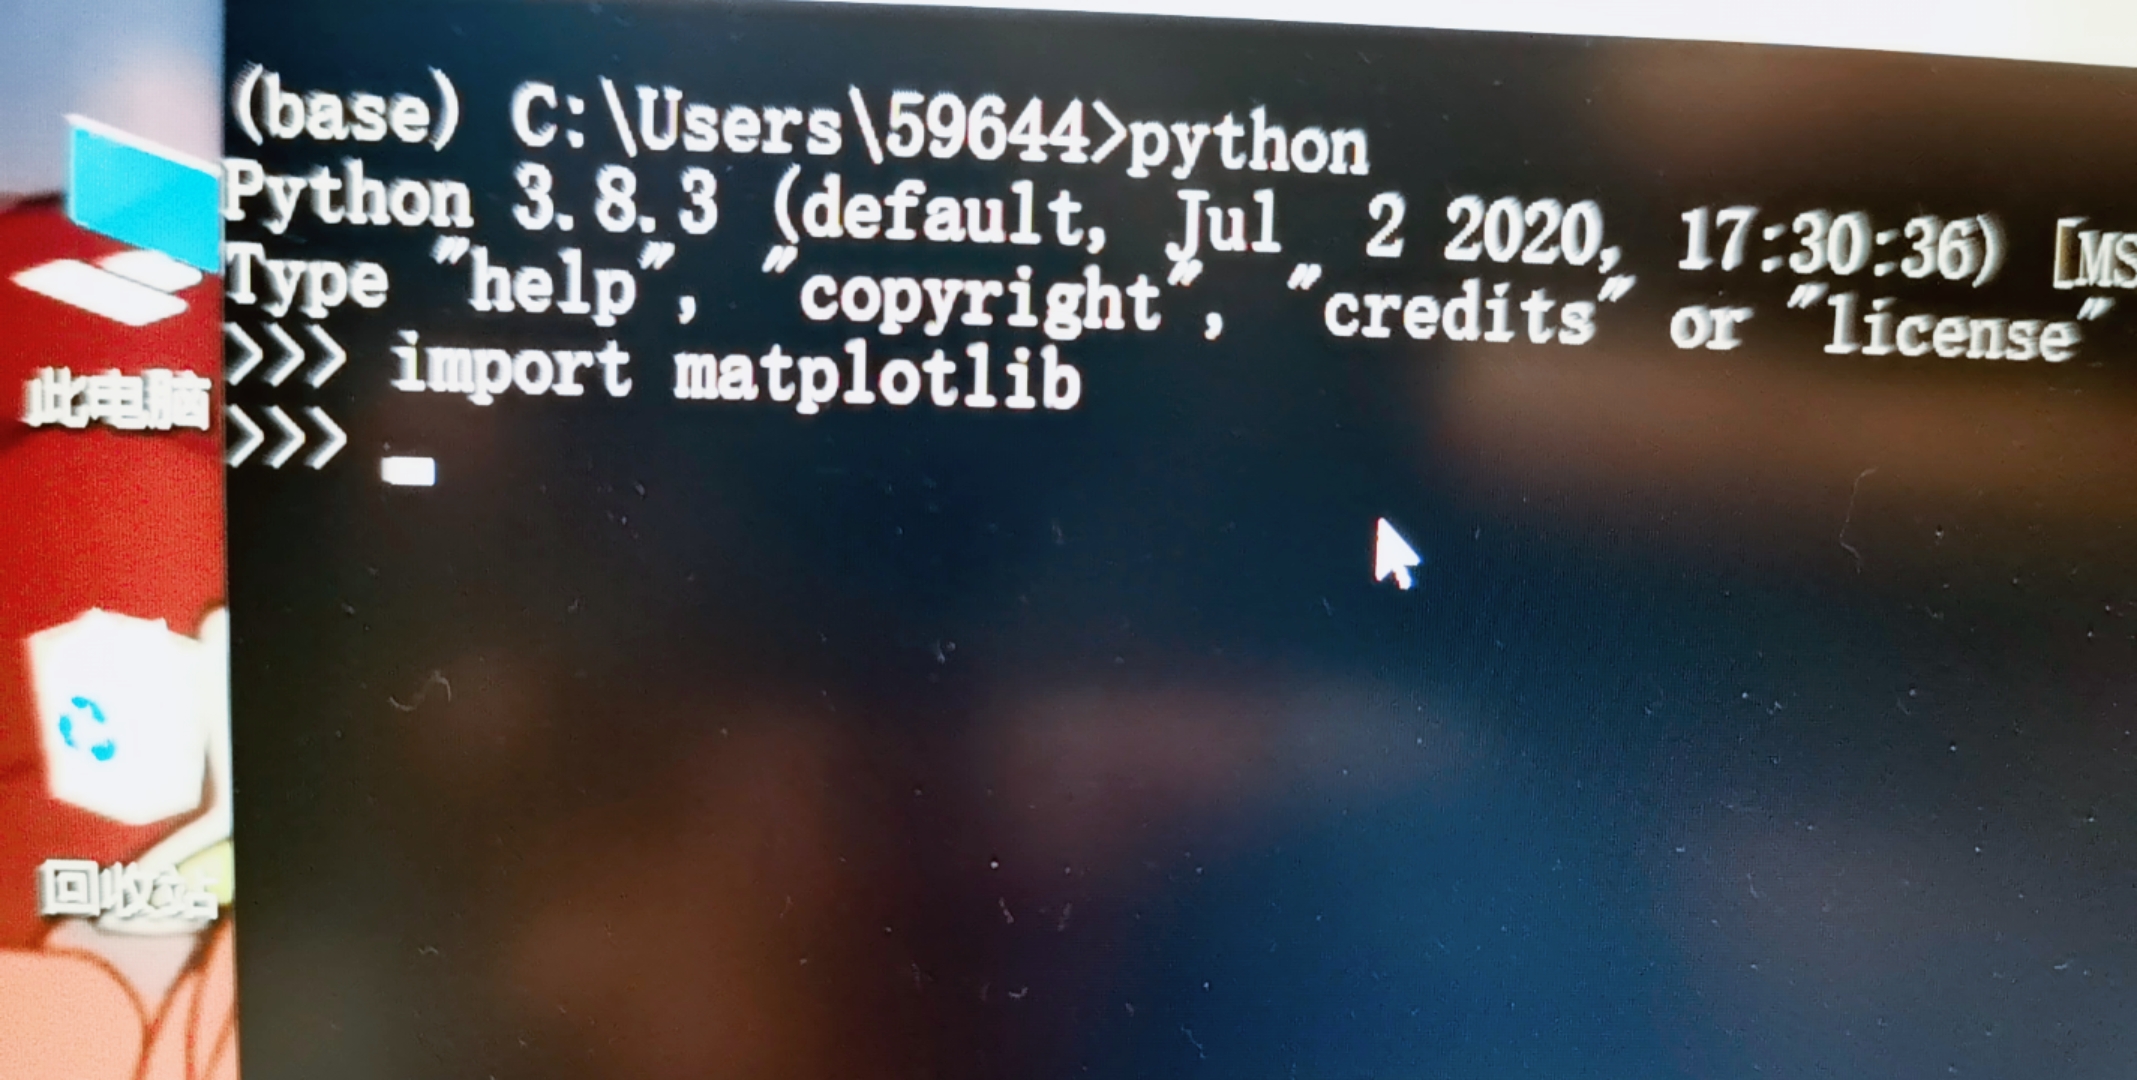 (base) C:\Users\59644>python
Python 3.8.3 (default, Jul  2 2020, 17:30:36) [MS
Type "help", "copyright", "credits" or "license"
>>> import matplotlib
>>>
此电脑
回收站